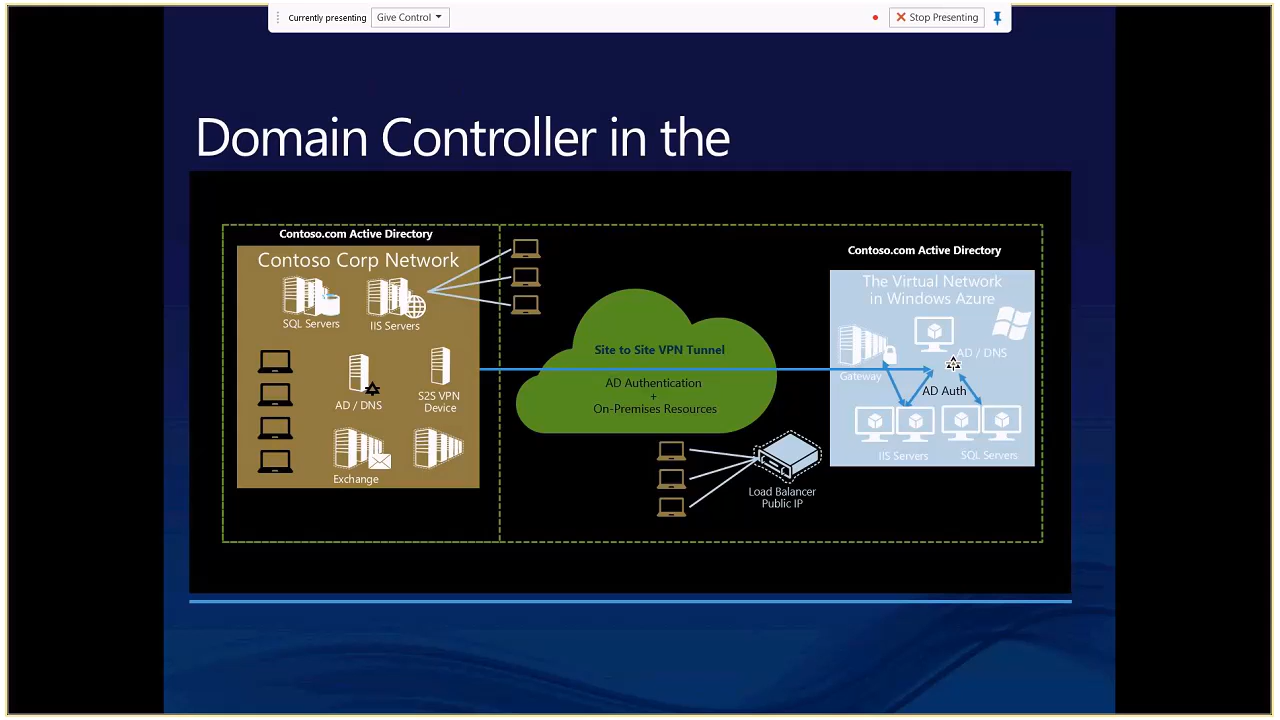 Currently presenting
Give Control
Stop Presenting
Domain Controller in the
Contoso.com Active Directory
Contoso Corp Network
SQL Servers
IIS Servers
AD / DNS
S2S VPN
Device
Exchange
Site to Site VPN Tunnel
AD Authentication
+
On-Premises Resources
Load Balancer
Public IP
Contoso.com Active Directory
The Virtual Network
in Windows Azure
AD / DNS
Gateway
AD Auth
IIS Servers
SQL Servers